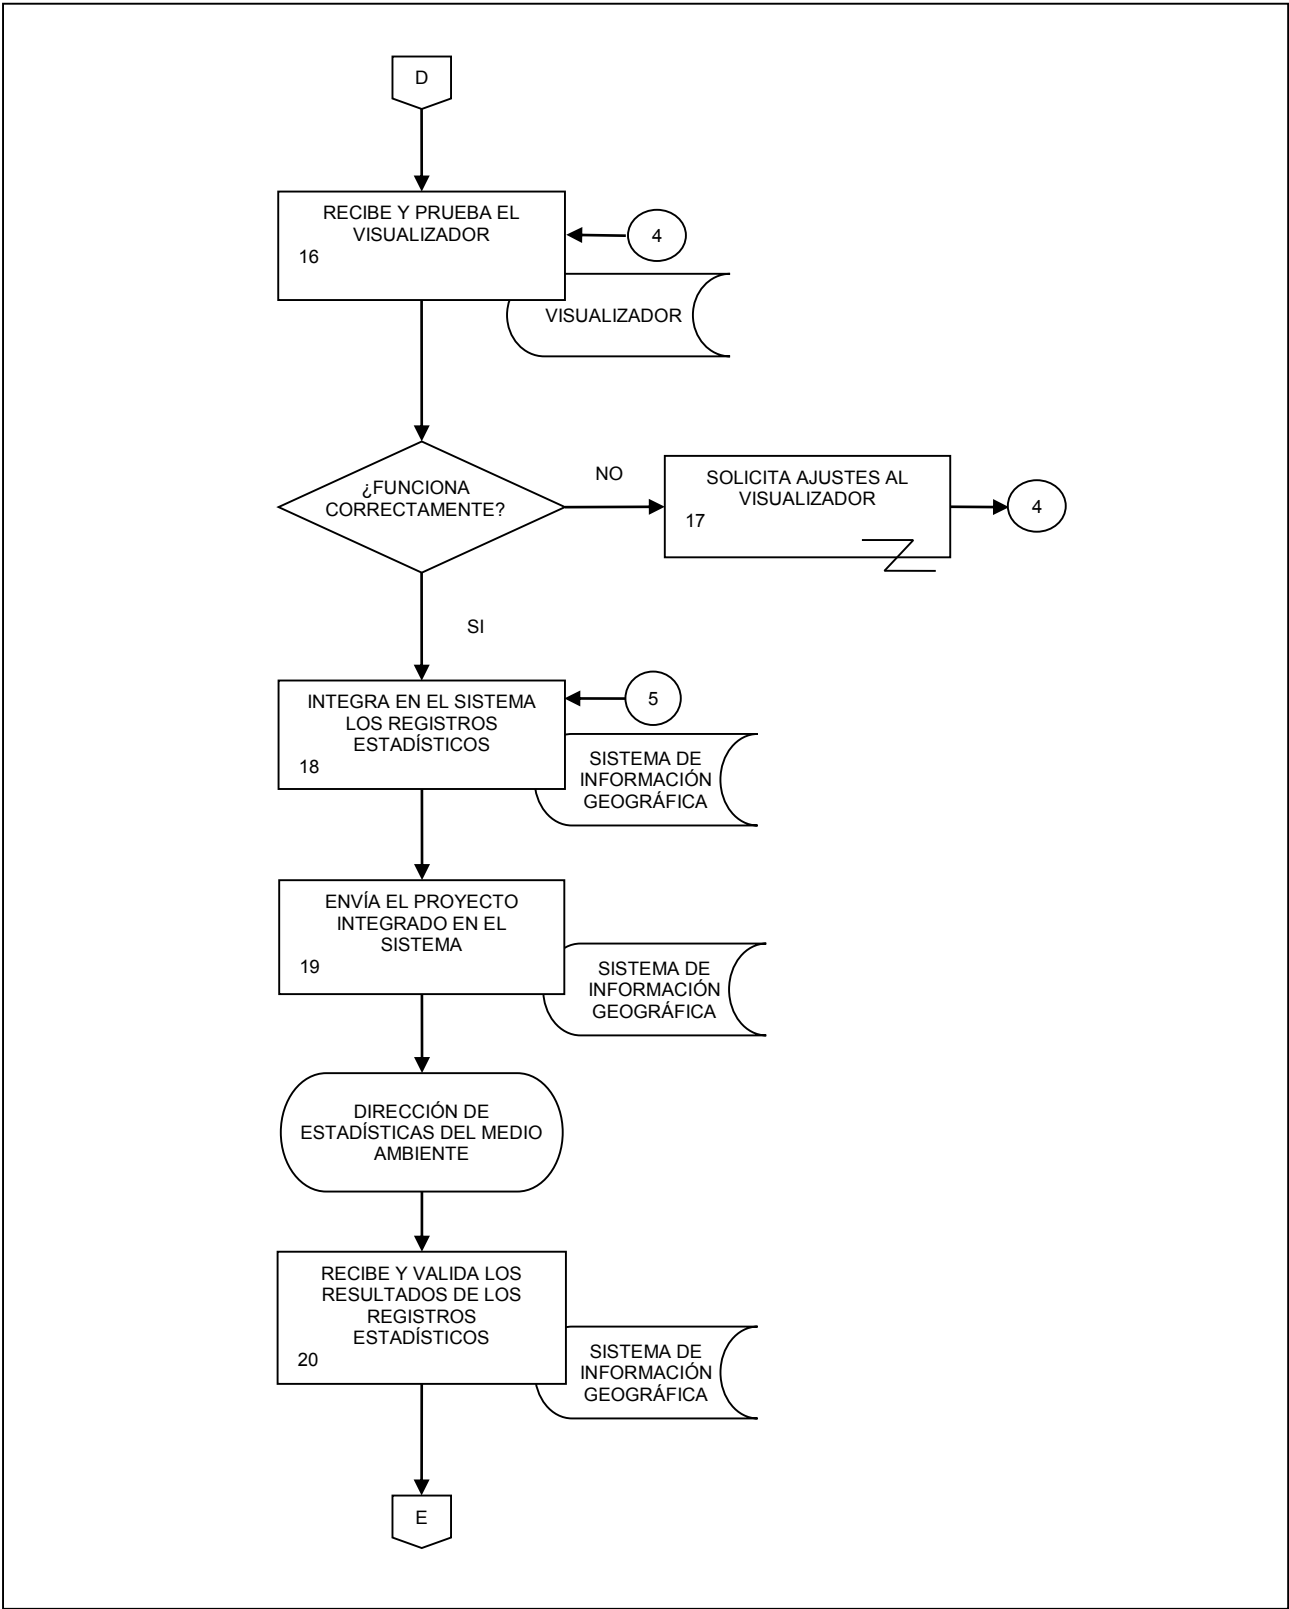 D
RECIBE Y PRUEBA EL
VISUALIZADOR
16
4
VISUALIZADOR
¿FUNCIONA
CORRECTAMENTE?
NO
SOLICITA AJUSTES AL
VISUALIZADOR
17
4
SI
INTEGRA EN EL SISTEMA
LOS REGISTROS
ESTADÍSTICOS
18
5
SISTEMA DE
INFORMACIÓN
GEOGRÁFICA
ENVÍA EL PROYECTO
INTEGRADO EN EL
SISTEMA
19
SISTEMA DE
INFORMACIÓN
GEOGRÁFICA
DIRECCIÓN DE
ESTADÍSTICAS DEL MEDIO
AMBIENTE
RECIBE Y VALIDA LOS
RESULTADOS DE LOS
REGISTROS
ESTADÍSTICOS
20
SISTEMA DE
INFORMACIÓN
GEOGRÁFICA
E